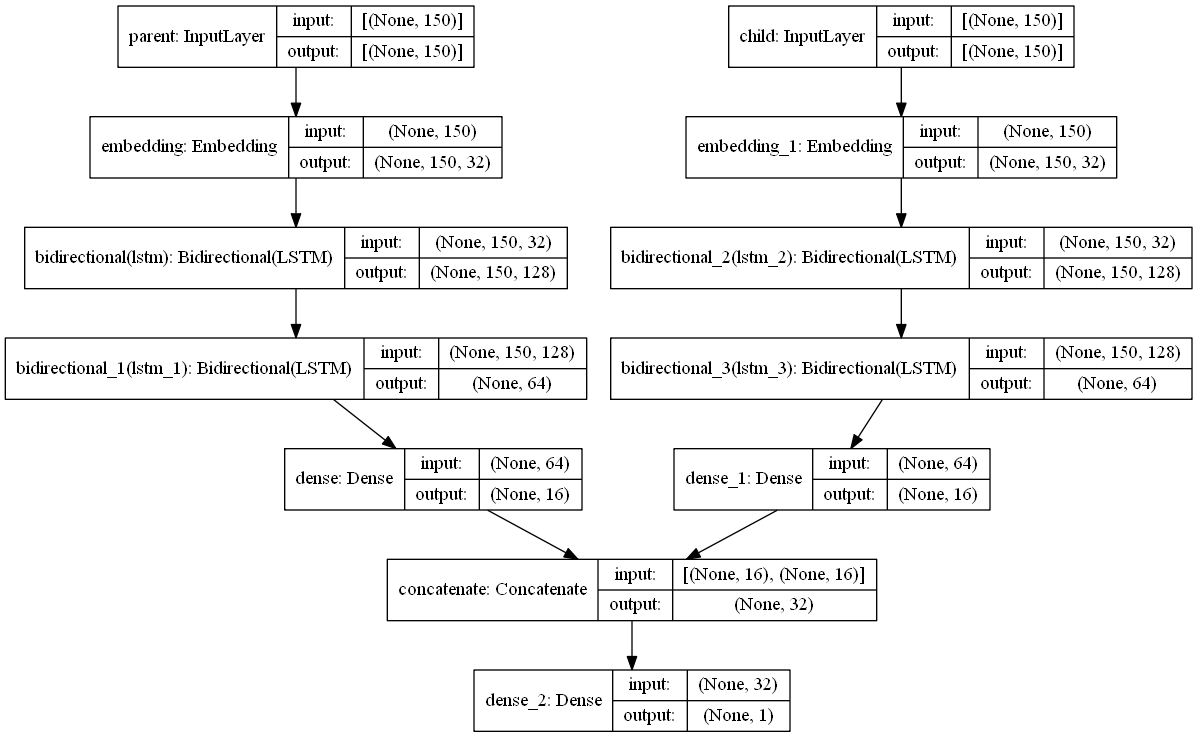 parent: InputLayer
input:
[(None, 150)]
output:
[(None, 150)]
child: InputLayer
input:
[(None, 150)]
output:
[(None, 150)]
embedding: Embedding
input:
(None, 150)
output:
(None, 150, 32)
embedding_1: Embedding
input:
(None, 150)
output:
(None, 150, 32)
bidirectional(lstm): Bidirectional(LSTM)
input:
(None, 150, 32)
output:
(None, 150, 128)
bidirectional_2(lstm_2): Bidirectional(LSTM)
input:
(None, 150, 32)
output:
(None, 150, 128)
bidirectional_1(lstm_1): Bidirectional(LSTM)
input:
(None, 150, 128)
output:
(None, 64)
bidirectional_3(lstm_3): Bidirectional(LSTM)
input:
(None, 150, 128)
output:
(None, 64)
dense: Dense
input:
(None, 64)
output:
(None, 16)
dense_1: Dense
input:
(None, 64)
output:
(None, 16)
concatenate: Concatenate
input:
[(None, 16), (None, 16)]
output:
(None, 32)
dense_2: Dense
input:
(None, 32)
output:
(None, 1)